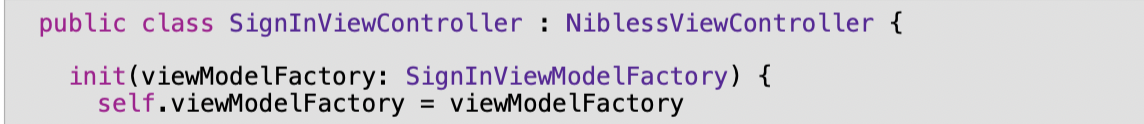 public class SignInViewController : NiblessViewController {
init(viewModelFactory: SignInViewModelFactory) {
self.viewModelFactory = viewModelFactory